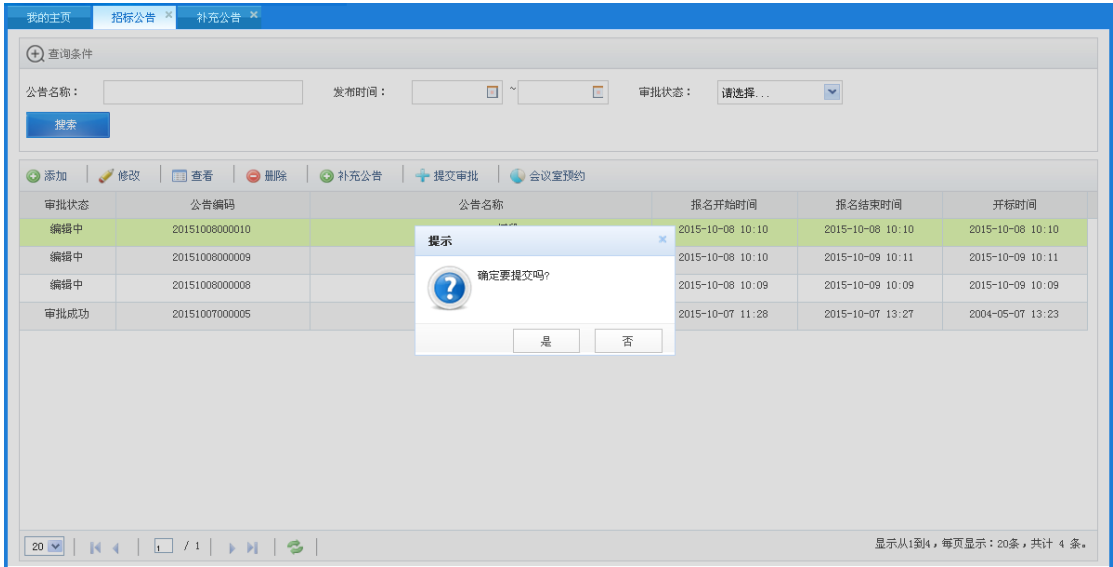 我的主页 招标公告 补充公告
查询条件
公告名称： 发布时间： ~ 审批状态： 请选择...
搜索
添加 修改 查看 删除 补充公告 提交审批 会议室预约
审批状态 公告编码 公告名称 报名开始时间 报名结束时间 开标时间
编辑中 20151008000010 2015-10-08 10:10 2015-10-08 10:10 2015-10-08 10:10
编辑中 20151008000009 2015-10-08 10:10 2015-10-09 10:11 2015-10-09 10:11
编辑中 20151008000008 2015-10-08 10:09 2015-10-09 10:09 2015-10-09 10:09
审批成功 20151007000005 2015-10-07 11:28 2015-10-07 13:27 2004-05-07 13:23
提示
确定要提交吗?
是 否
20 1 / 1 显示从1到4，每页显示：20条，共计 4 条。